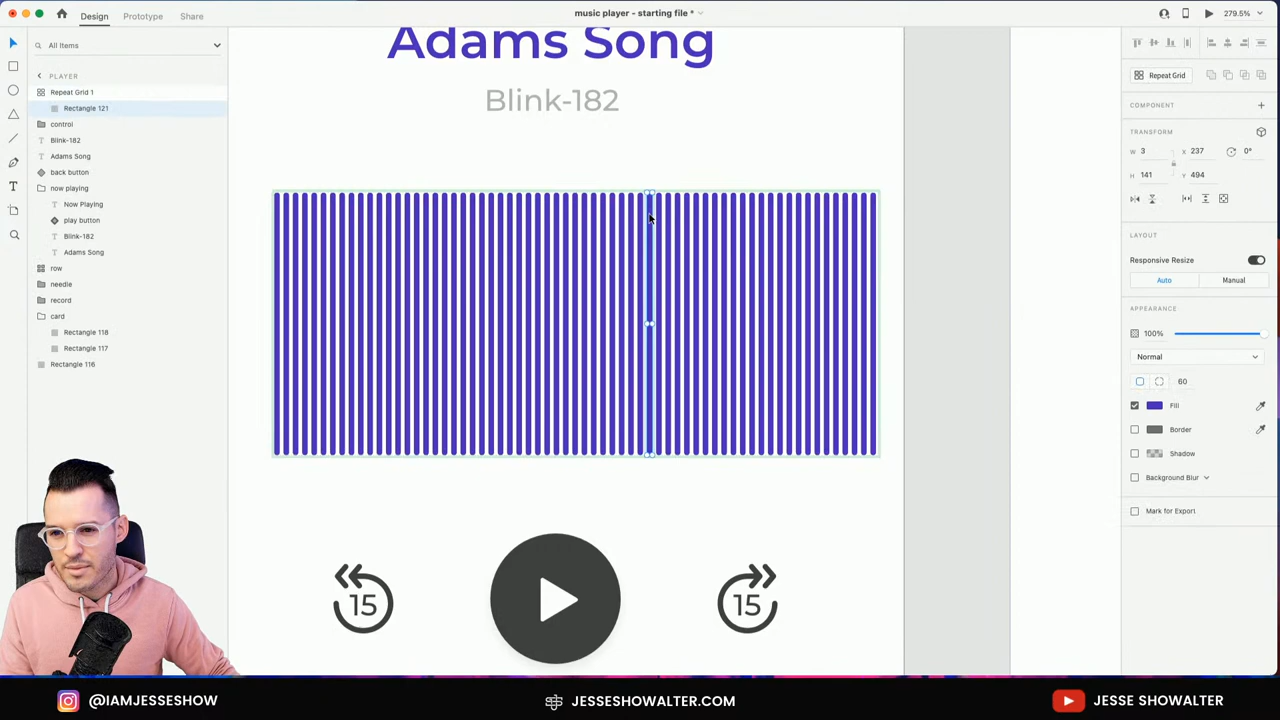 music player - starting file *
Design
Prototype
Share
279.5%
All Items
PLAYER
Repeat Grid 1
Rectangle 121
control
Blink-182
Adams Song
back button
now playing
Now Playing
play button
Blink-182
Adams Song
row
needle
record
card
Rectangle 118
Rectangle 117
Rectangle 116
Adams Song
Blink-182
15
15
Repeat Grid
COMPONENT
TRANSFORM
W 3
X 237
0°
H 141
Y 494
LAYOUT
Responsive Resize
Auto
Manual
APPEARANCE
100%
Normal
60
Fill
Border
Shadow
Background Blur
Mark for Export
@IAMJESSESHOW
JESSESHOWALTER.COM
JESSE SHOWALTER